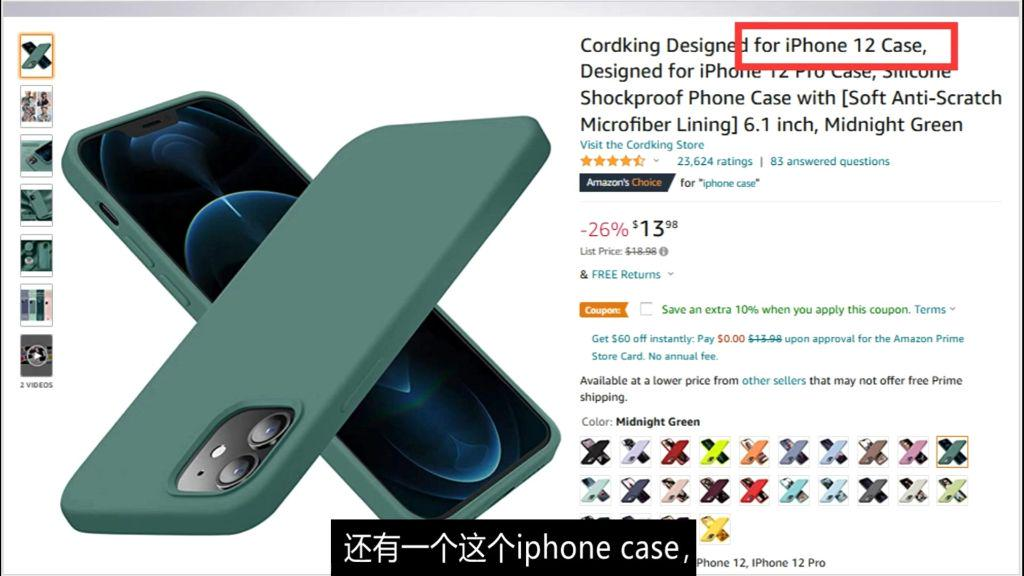 Cordking Designed for iPhone 12 Case,
Designed for iPhone 12 Pro Case, Silicone
Shockproof Phone Case with [Soft Anti-Scratch
Microfiber Lining] 6.1 inch, Midnight Green
Visit the Cordking Store
23,624 ratings | 83 answered questions
Amazon's Choice for "iphone case"
-26% $13.98
List Price: $18.98
& FREE Returns
Coupon: Save an extra 10% when you apply this coupon. Terms
Get $60 off instantly: Pay $0.00 $13.98 upon approval for the Amazon Prime
Store Card. No annual fee.
Available at a lower price from other sellers that may not offer free Prime
shipping.
2 VIDEOS
Color: Midnight Green
还有一个这个iphone case,
Phone 12, IPhone 12 Pro